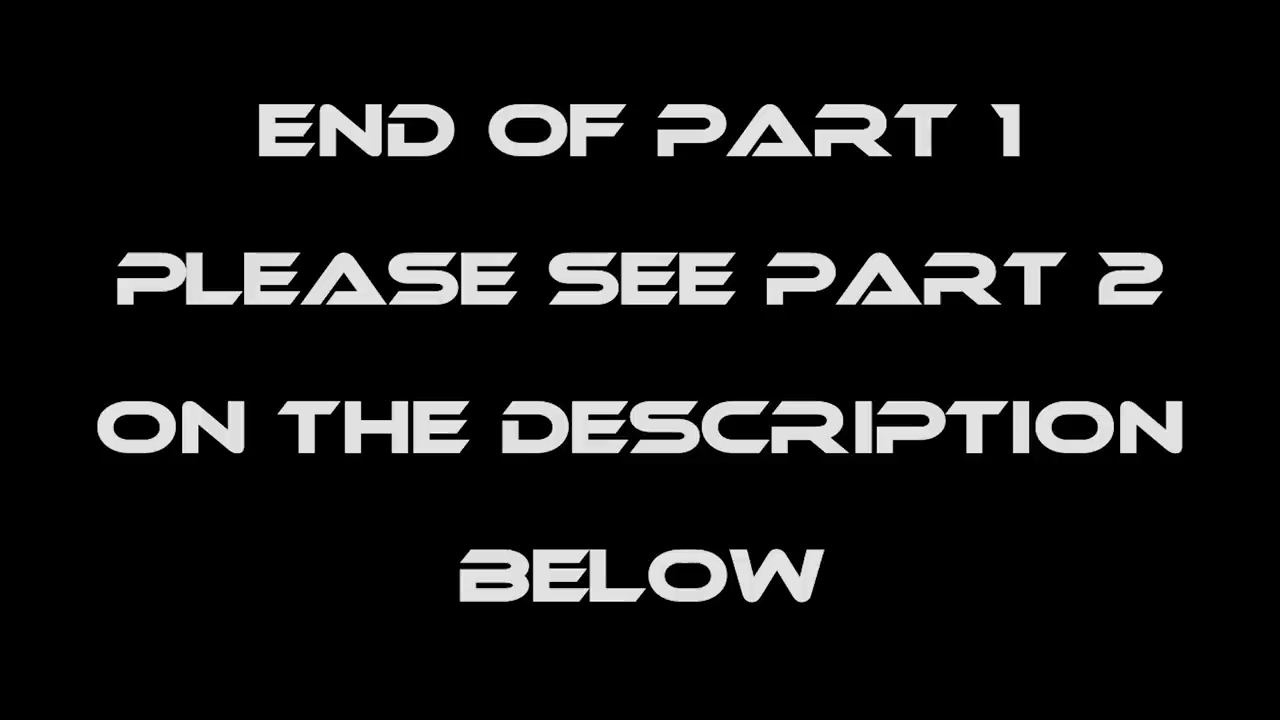 END OF PART 1
PLEASE SEE PART 2
ON THE DESCRIPTION
BELOW